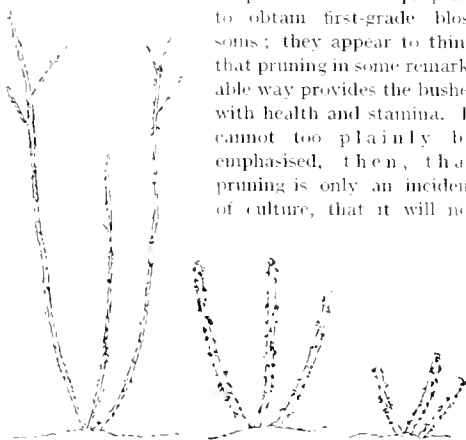 to obtain first-grade blos
soms ; they appear to thin
that pruning in some remark
able way provides the bushe
with health and stamina. I
cannot too plainly b
emphasised, then, tha
pruning is only an inciden
of culture, that it will no